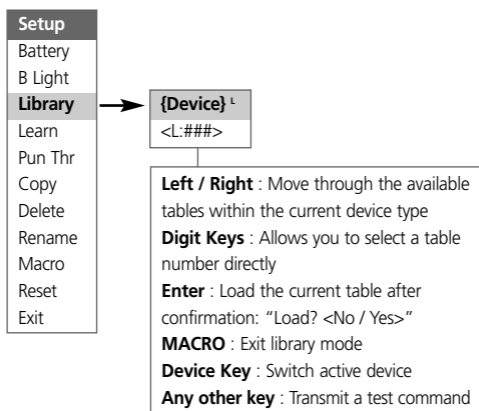 Setup
Battery
B Light
Library
Learn
Pun Thr
Copy
Delete
Rename
Macro
Reset
Exit
{Device} L
<L:###>
Left / Right : Move through the available
tables within the current device type
Digit Keys : Allows you to select a table
number directly
Enter : Load the current table after
confirmation: “Load? <No / Yes>”
MACRO : Exit library mode
Device Key : Switch active device
Any other key : Transmit a test command